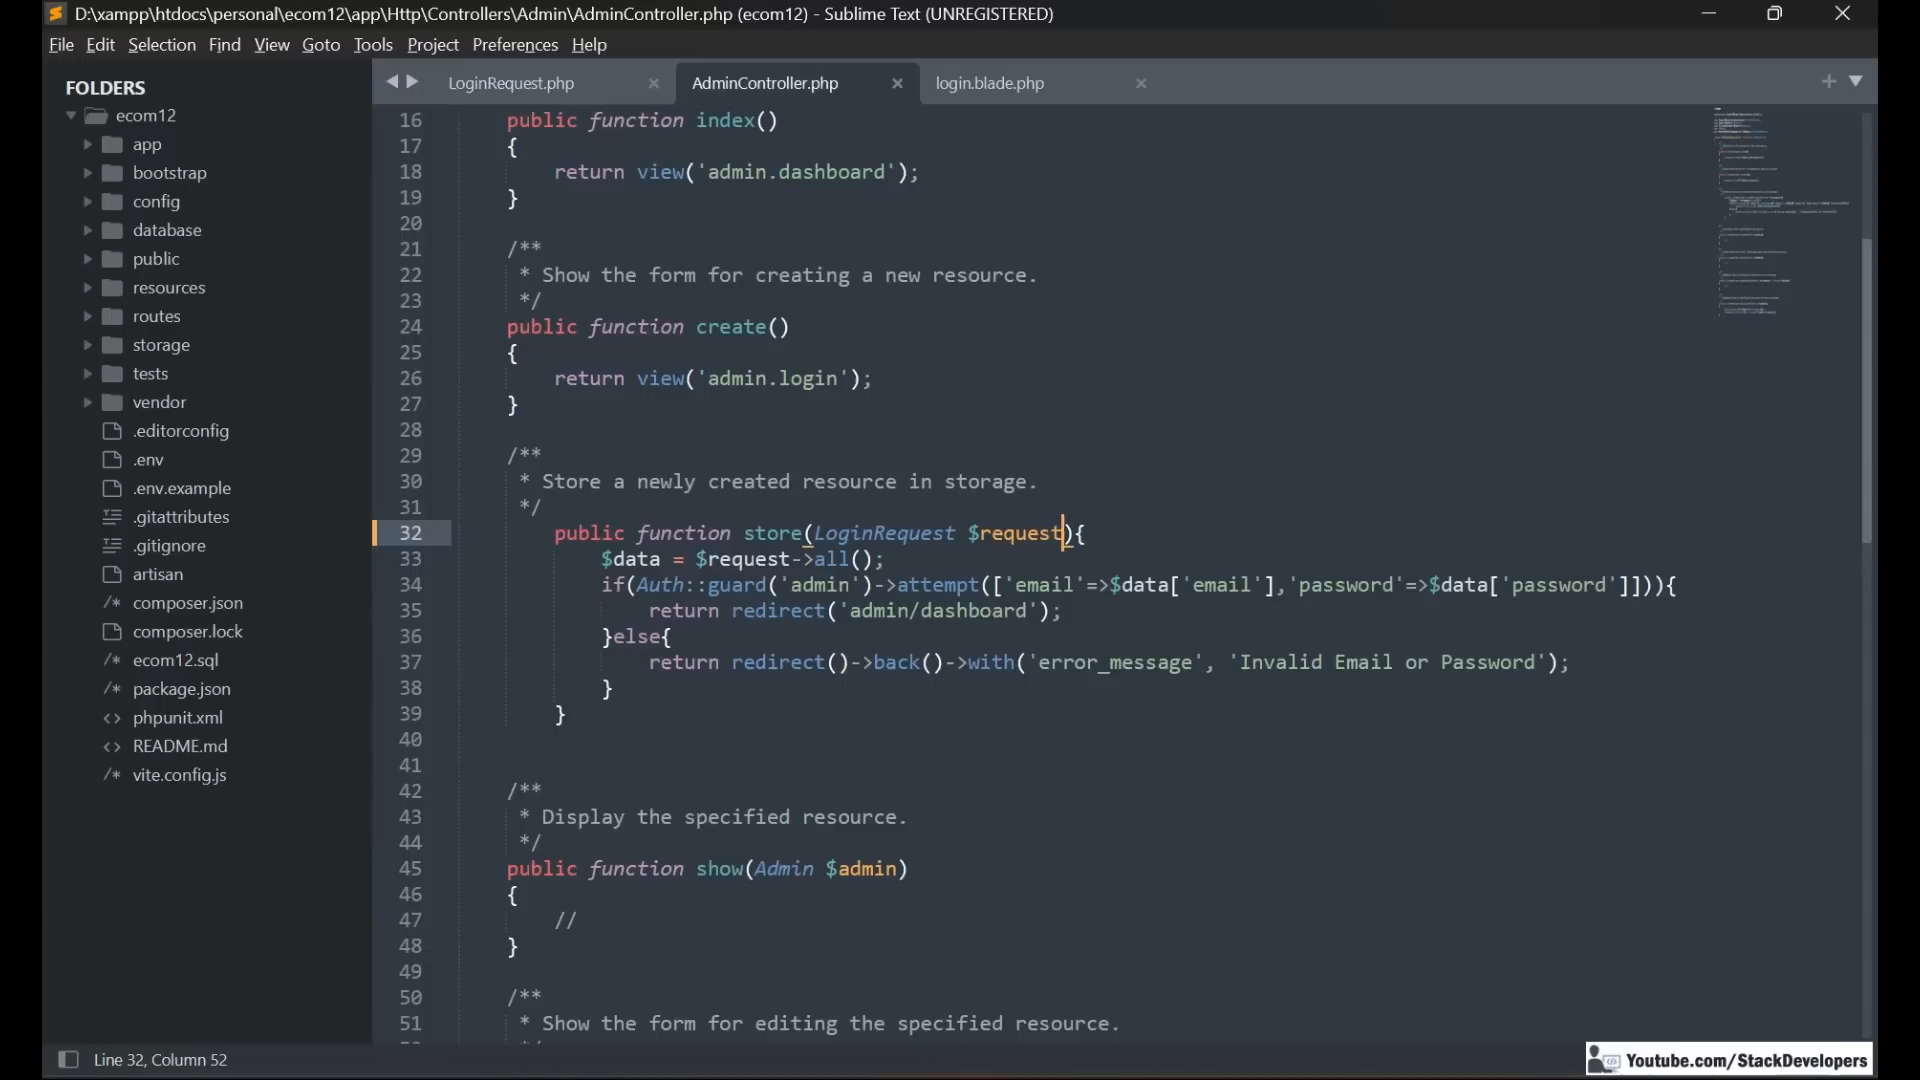 D:\xampp\htdocs\personal\ecom12\app\Http\Controllers\Admin\AdminController.php (ecom12) - Sublime Text (UNREGISTERED)
File Edit Selection Find View Goto Tools Project Preferences Help
FOLDERS
ecom12
app
bootstrap
config
database
public
resources
routes
storage
tests
vendor
.editorconfig
.env
.env.example
.gitattributes
.gitignore
artisan
/* composer.json
composer.lock
/* ecom12.sql
/* package.json
<> phpunit.xml
<> README.md
/* vite.config.js
LoginRequest.php × AdminController.php × login.blade.php ×
16 public function index()
17 {
18 return view('admin.dashboard');
19 }
20
21 /**
22 * Show the form for creating a new resource.
23 */
24 public function create()
25 {
26 return view('admin.login');
27 }
28
29 /**
30 * Store a newly created resource in storage.
31 */
32 public function store(LoginRequest $request){
33 $data = $request->all();
34 if(Auth::guard('admin')->attempt(['email'=>$data['email'],'password'=>$data['password']])){
35 return redirect('admin/dashboard');
36 }else{
37 return redirect()->back()->with('error_message', 'Invalid Email or Password');
38 }
39 }
40
41
42 /**
43 * Display the specified resource.
44 */
45 public function show(Admin $admin)
46 {
47 //
48 }
49
50 /**
51 * Show the form for editing the specified resource.
Line 32, Column 52
Youtube.com/StackDevelopers